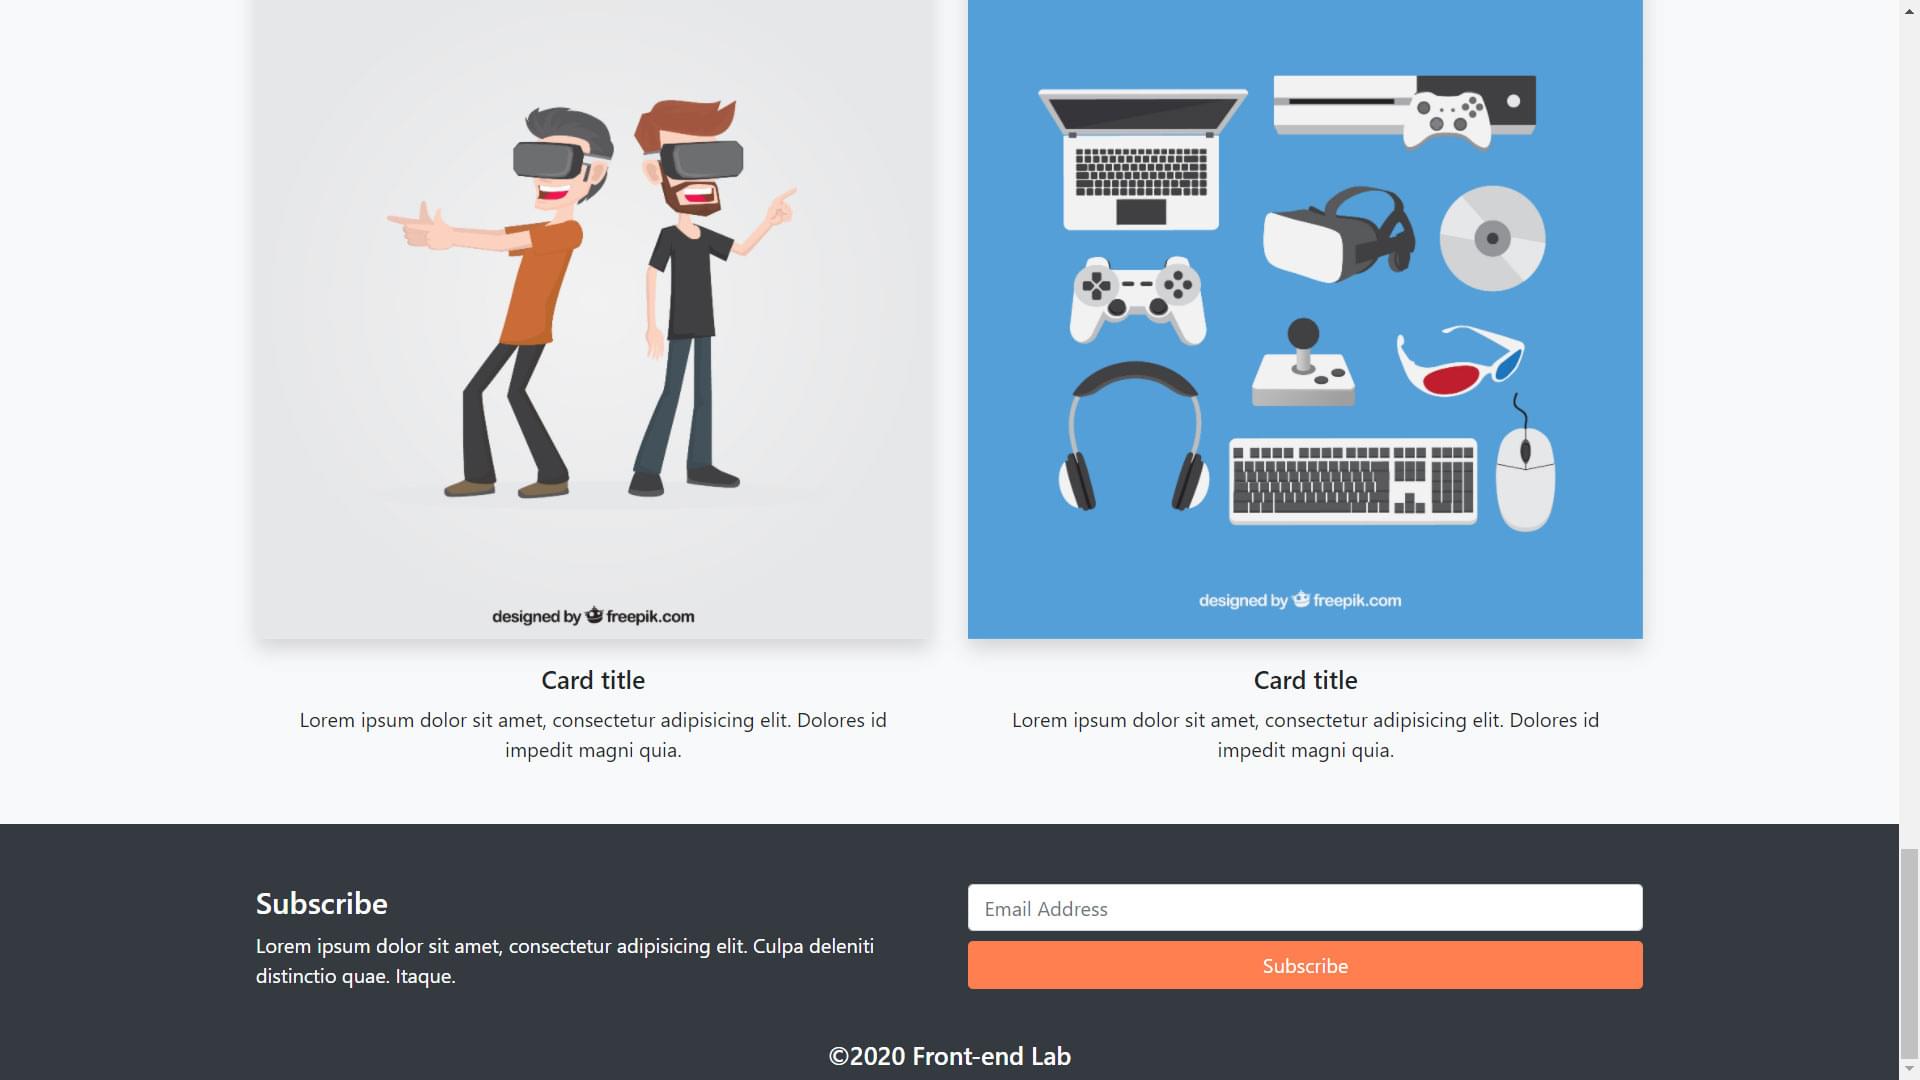 designed by freepik.com
designed by freepik.com
Card title
Lorem ipsum dolor sit amet, consectetur adipisicing elit. Dolores id
impedit magni quia.
Card title
Lorem ipsum dolor sit amet, consectetur adipisicing elit. Dolores id
impedit magni quia.
Subscribe
Lorem ipsum dolor sit amet, consectetur adipisicing elit. Culpa deleniti
distinctio quae. Itaque.
Email Address
Subscribe
©2020 Front-end Lab